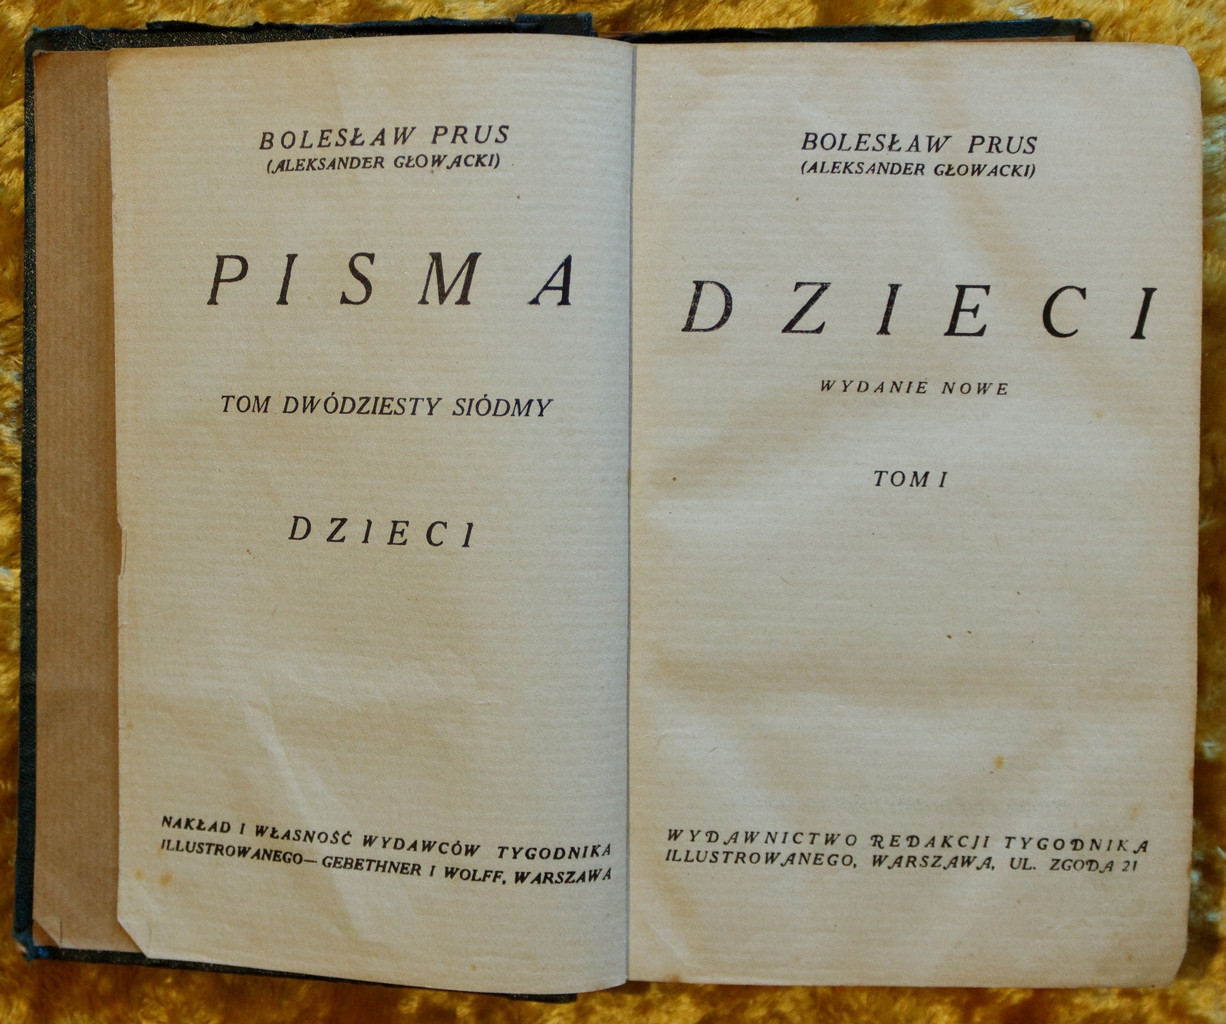 BOLESŁAW PRUS
(ALEKSANDER GŁOWACKI)
PISMA
TOM DWÓDZIESTY SIÓDMY
DZIECI
NAKŁAD I WŁASNOŚĆ WYDAWCÓW TYGODNIKA
ILLUSTROWANEGO — GEBETHNER I WOLFF, WARSZAWA
BOLESŁAW PRUS
(ALEKSANDER GŁOWACKI)
DZIECI
WYDANIE NOWE
TOM I
WYDAWNICTWO REDAKCJI TYGODNIKA
ILLUSTROWANEGO, WARSZAWA, UL. ZGODA 21